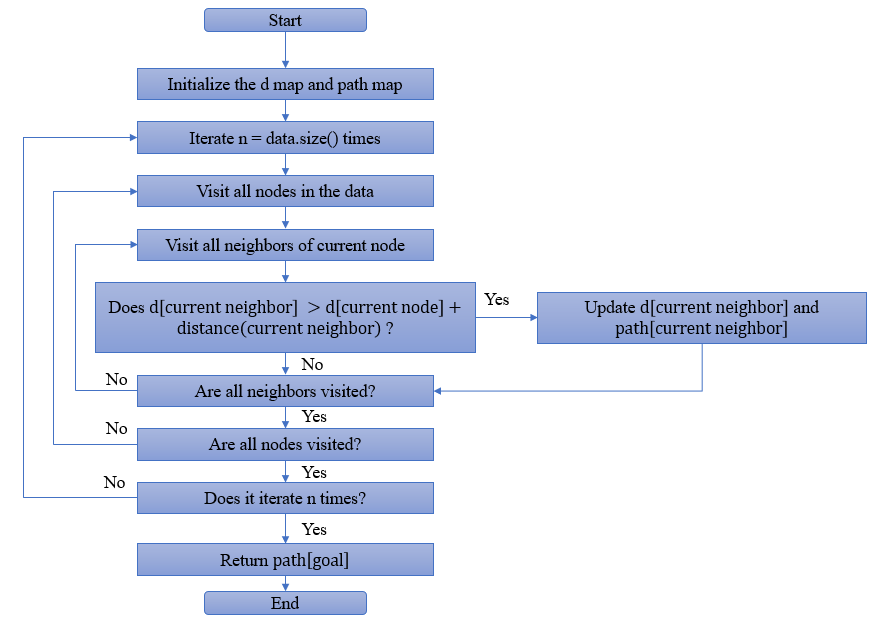 Start
Initialize the d map and path map
Iterate n = data.size() times
Visit all nodes in the data
Visit all neighbors of current node
Does d[current neighbor] > d[current node] +
distance(current neighbor) ?
Yes
Update d[current neighbor] and
path[current neighbor]
No
No
Are all neighbors visited?
Yes
No
Are all nodes visited?
Yes
No
Does it iterate n times?
Yes
Return path[goal]
End